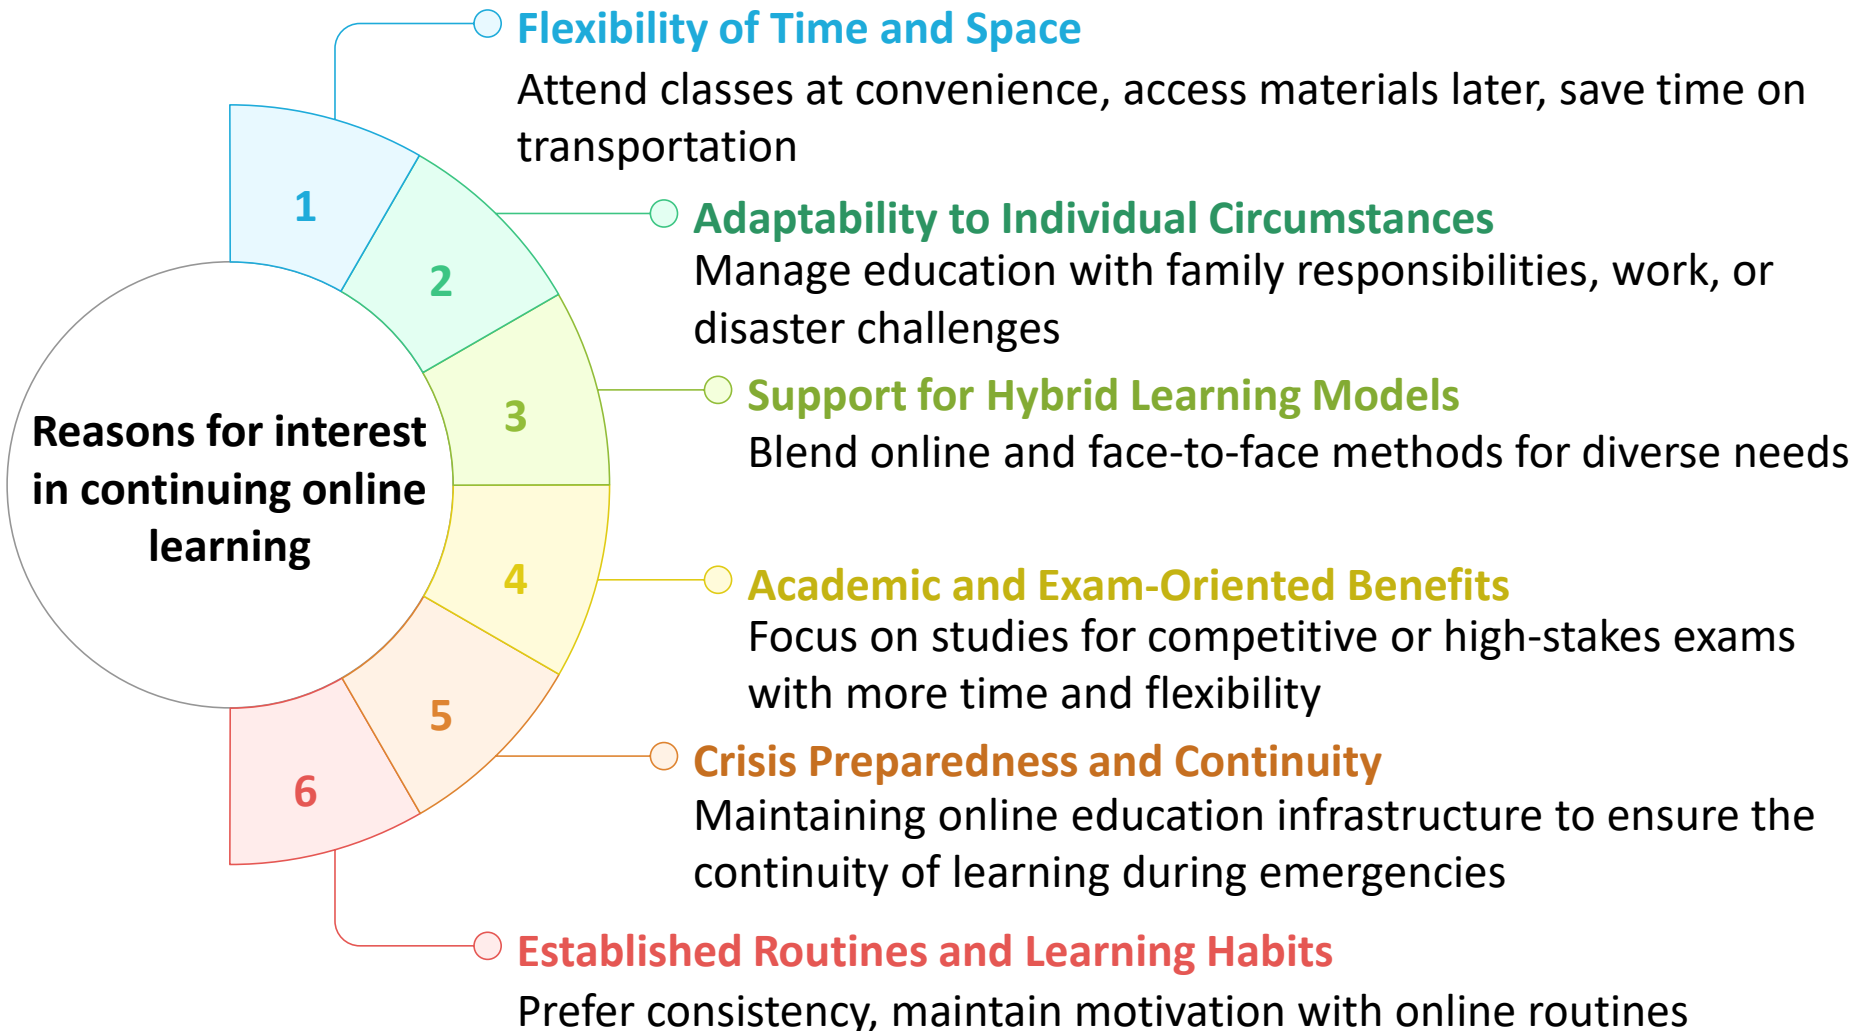 Flexibility of Time and Space
Attend classes at convenience, access materials later, save time on
transportation
1
Adaptability to Individual Circumstances
Manage education with family responsibilities, work, or
disaster challenges
2
Support for Hybrid Learning Models
Blend online and face-to-face methods for diverse needs
3
Reasons for interest
in continuing online
learning
Academic and Exam-Oriented Benefits
Focus on studies for competitive or high-stakes exams
with more time and flexibility
4
Crisis Preparedness and Continuity
Maintaining online education infrastructure to ensure the
continuity of learning during emergencies
5
Established Routines and Learning Habits
Prefer consistency, maintain motivation with online routines
6